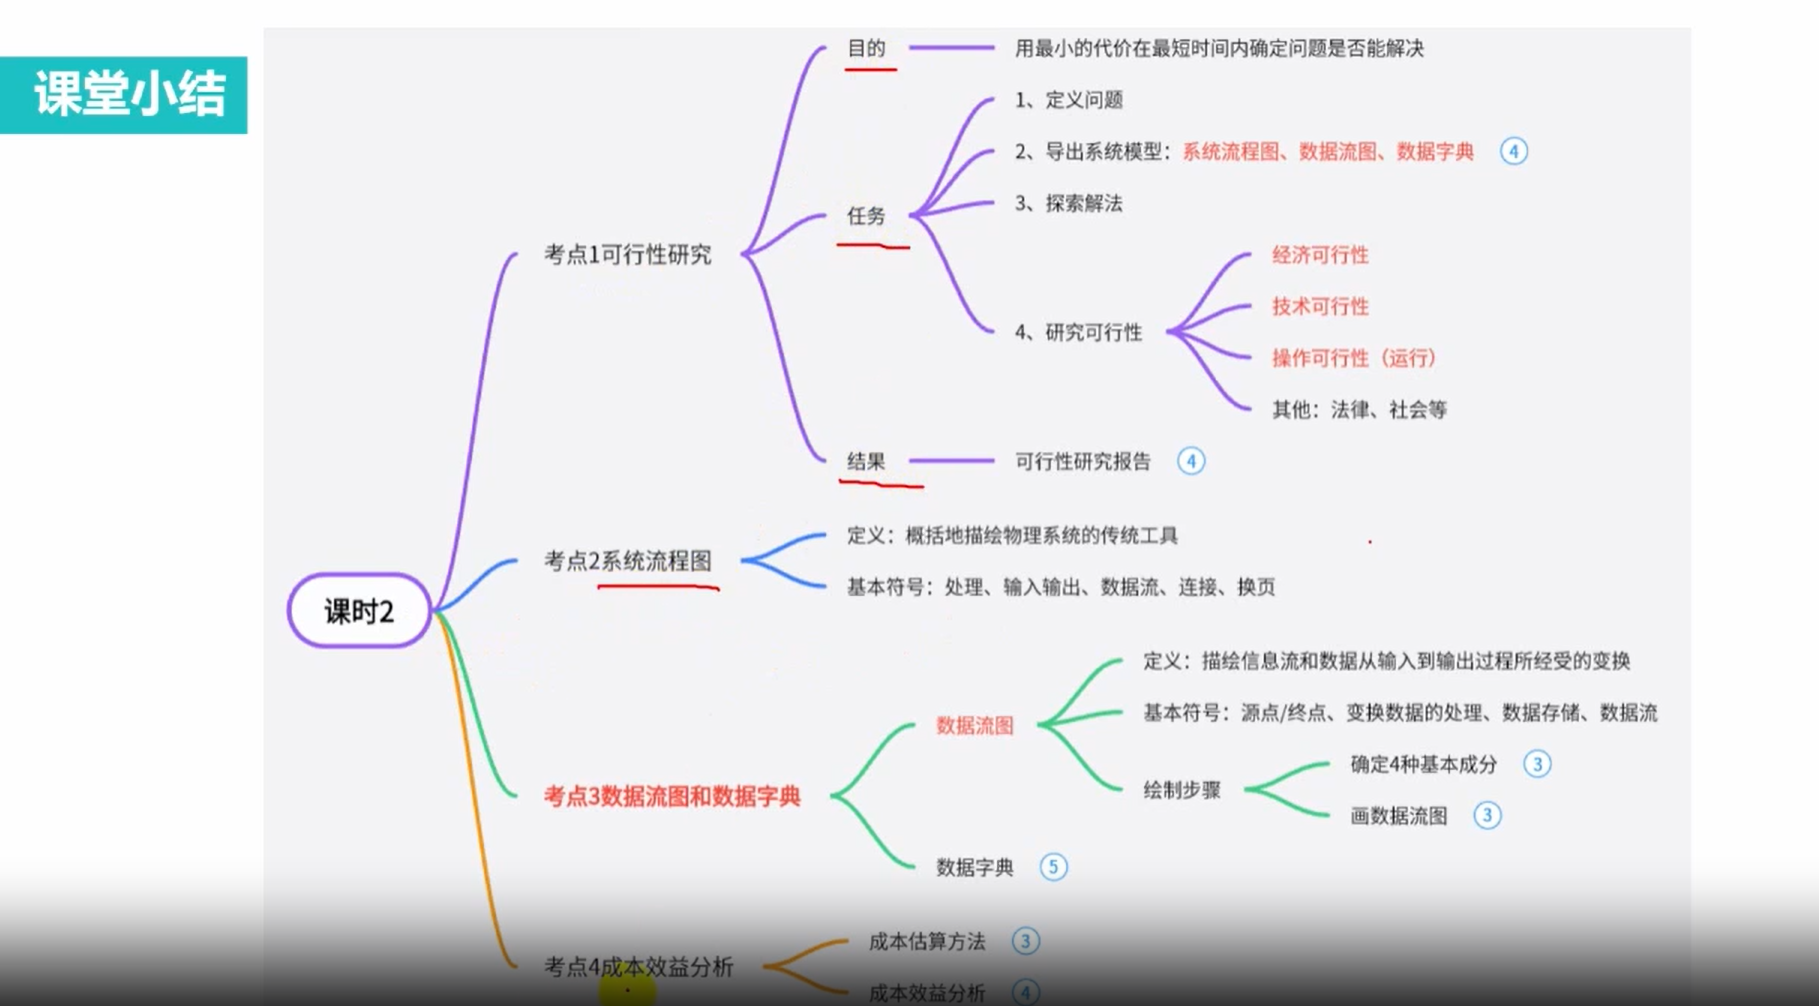 课堂小结
目的
用最小的代价在最短时间内确定问题是否能解决
1、定义问题
2、导出系统模型：系统流程图、数据流图、数据字典 ④
任务
3、探索解法
考点1可行性研究
经济可行性
技术可行性
4、研究可行性
操作可行性（运行）
其他：法律、社会等
结果
可行性研究报告 ④
定义：概括地描绘物理系统的传统工具
考点2系统流程图
基本符号：处理、输入输出、数据流、连接、换页
课时2
定义：描绘信息流和数据从输入到输出过程所经受的变换
数据流图
基本符号：源点/终点、变换数据的处理、数据存储、数据流
确定4种基本成分 ③
绘制步骤
画数据流图 ③
考点3数据流图和数据字典
数据字典 ⑤
成本估算方法 ③
考点4成本效益分析
成本效益分析 ④